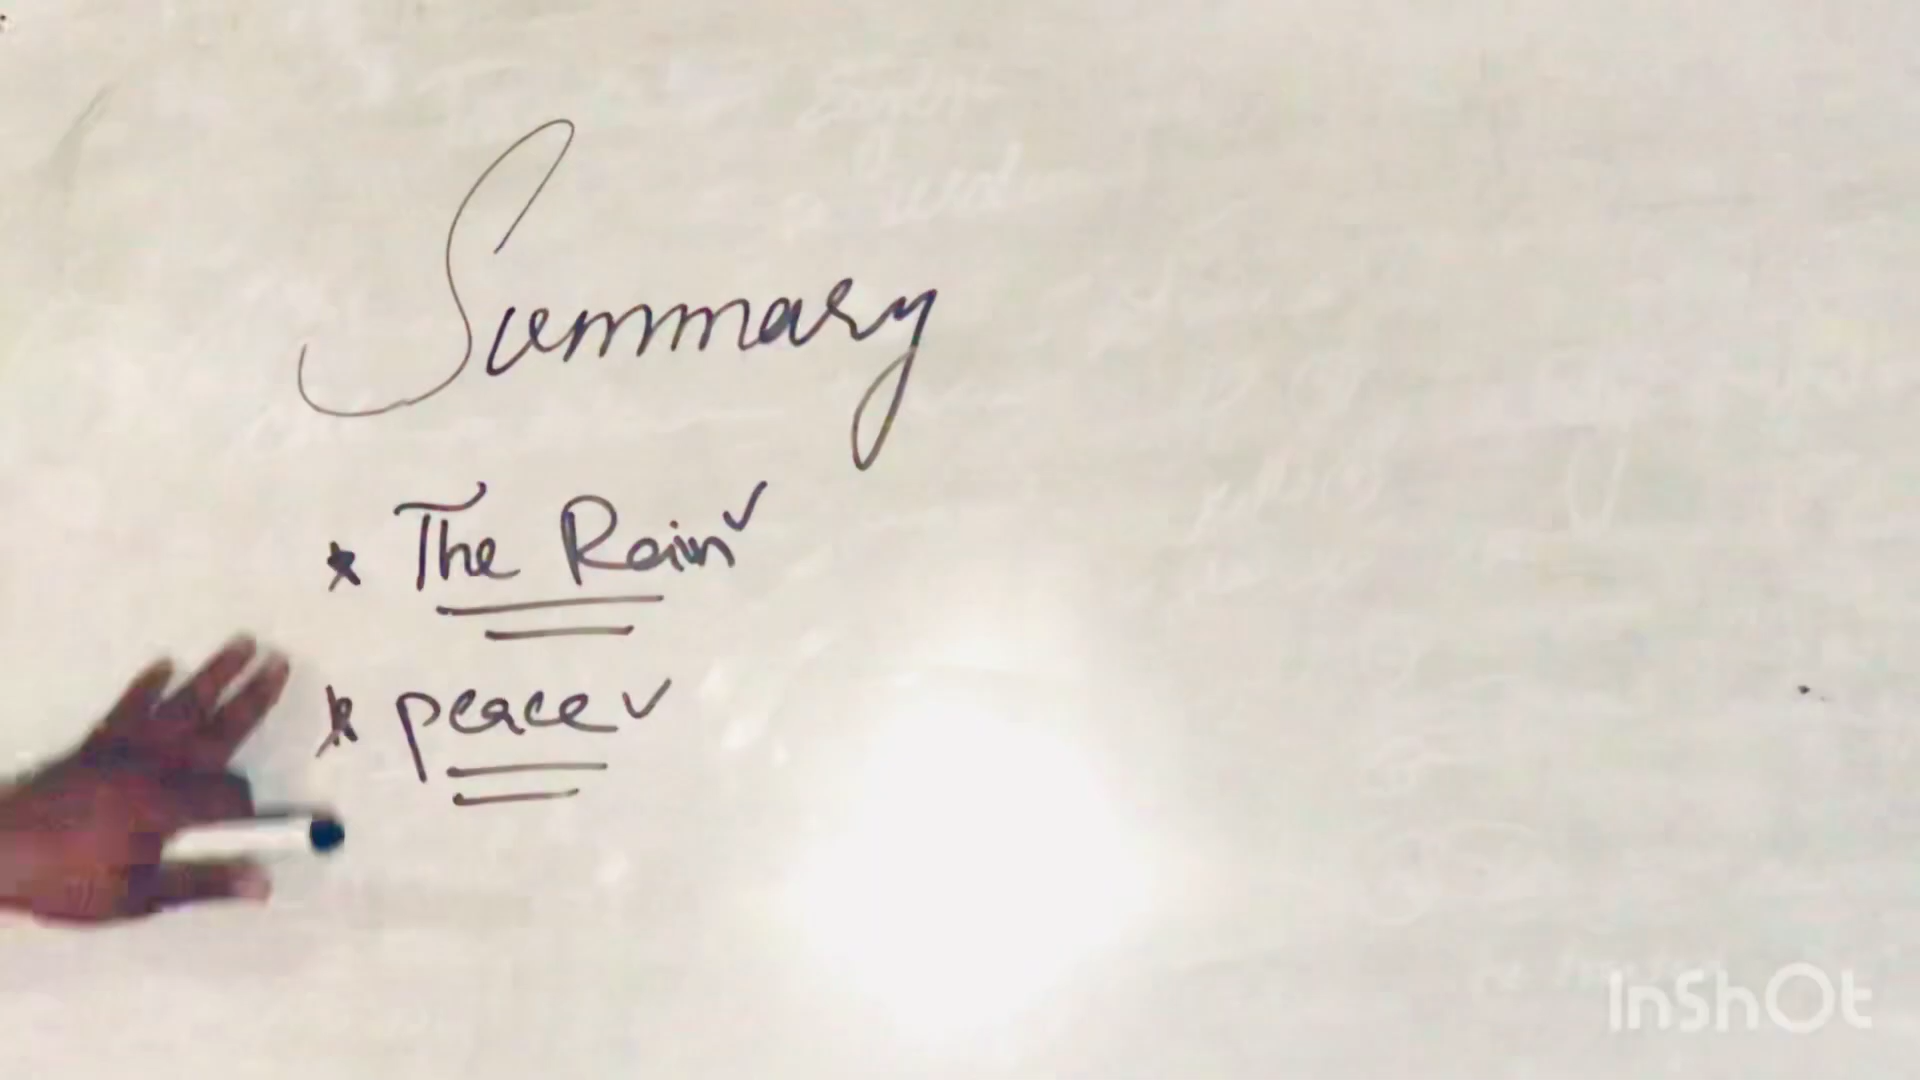 Summary
* The Rain ✓
* peace ✓
InShOt